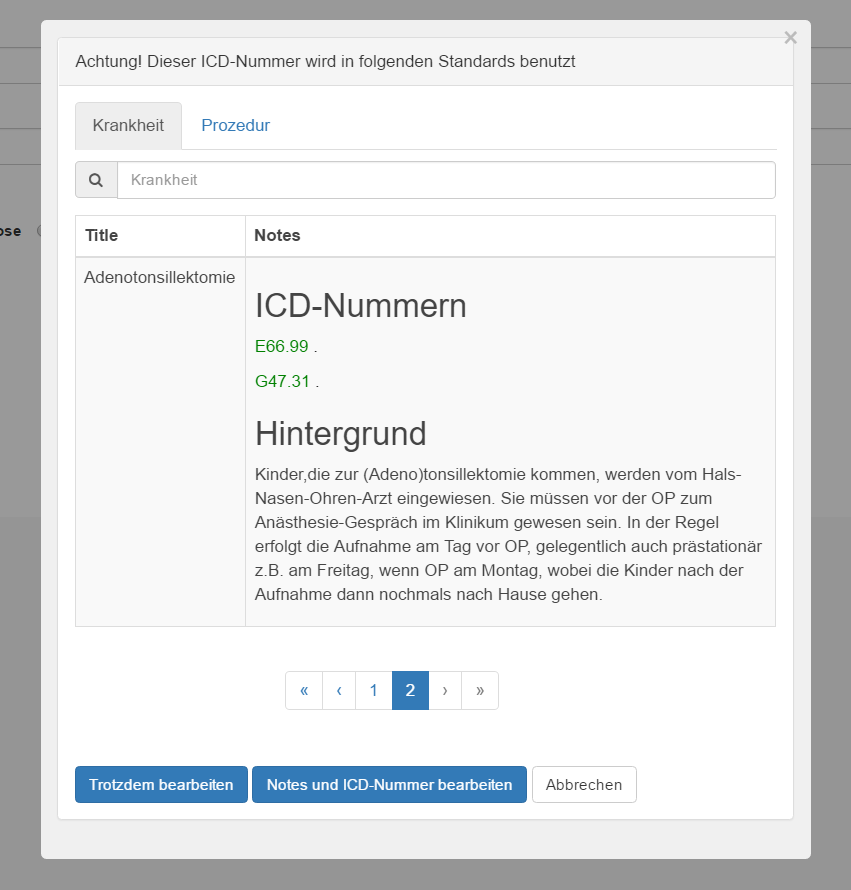 ×
Achtung! Dieser ICD-Nummer wird in folgenden Standards benutzt
Krankheit Prozedur
Krankheit
ose
Title Notes
Adenotonsillektomie
ICD-Nummern
E66.99 .
G47.31 .
Hintergrund
Kinder,die zur (Adeno)tonsillektomie kommen, werden vom Hals-
Nasen-Ohren-Arzt eingewiesen. Sie müssen vor der OP zum
Anästhesie-Gespräch im Klinikum gewesen sein. In der Regel
erfolgt die Aufnahme am Tag vor OP, gelegentlich auch prästationär
z.B. am Freitag, wenn OP am Montag, wobei die Kinder nach der
Aufnahme dann nochmals nach Hause gehen.
« ‹ 1 2 › »
Trotzdem bearbeiten Notes und ICD-Nummer bearbeiten Abbrechen